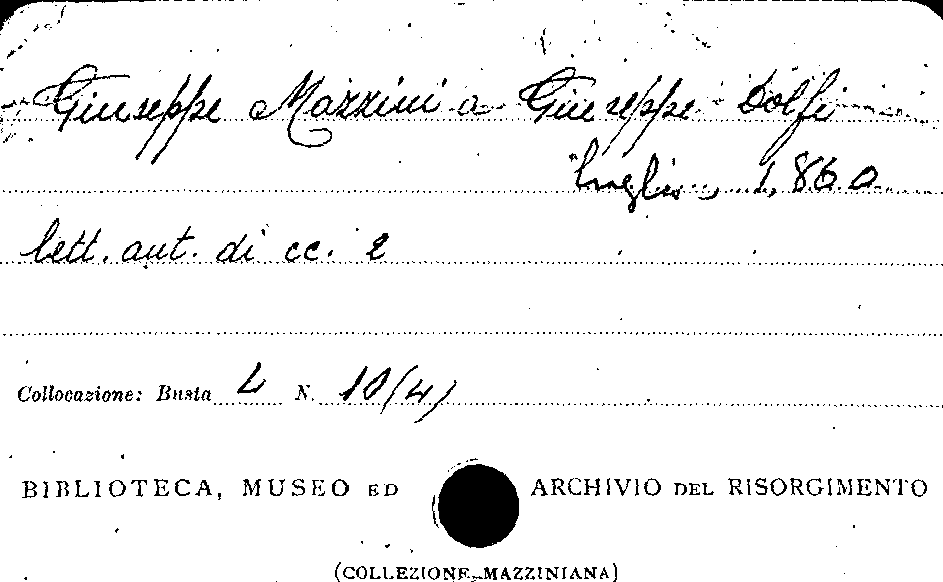 Giuseppe Mazzini a Giuseppe Dolfi
luglio, 1860
lett. aut. di cc. 2
Collocazione: Busta L N. 10(4)
BIBLIOTECA, MUSEO ED ARCHIVIO DEL RISORGIMENTO
(COLLEZIONE MAZZINIANA)